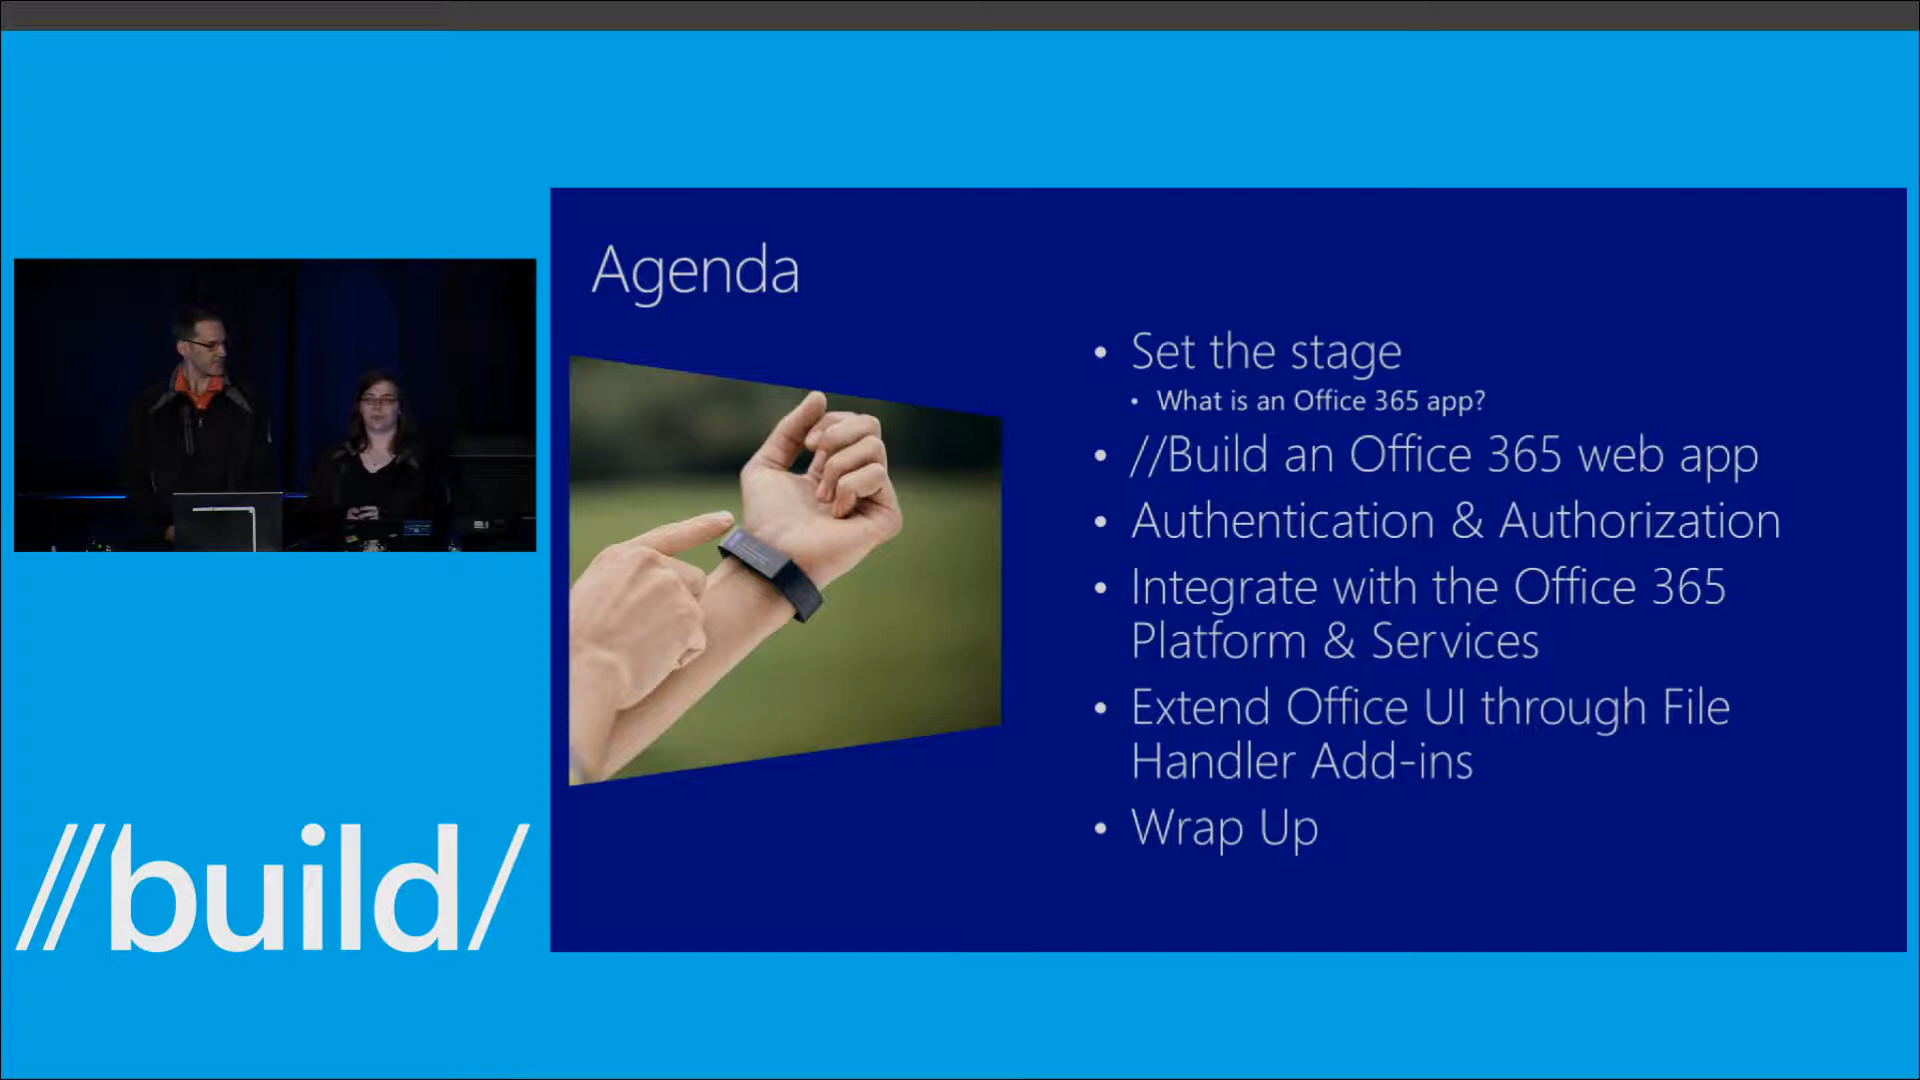 Agenda
• Set the stage
• What is an Office 365 app?
• //Build an Office 365 web app
• Authentication & Authorization
• Integrate with the Office 365
Platform & Services
• Extend Office UI through File
Handler Add-ins
• Wrap Up
//build/